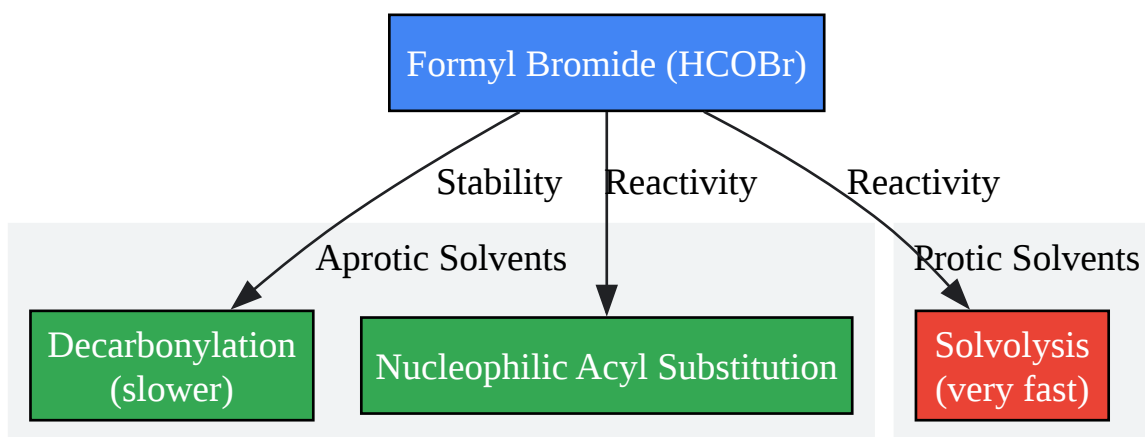 Formyl Bromide (HCOBr)
Stability
Reactivity
Reactivity
Aprotic Solvents
Protic Solvents
Decarbonylation
(slower)
Nucleophilic Acyl Substitution
Solvolysis
(very fast)